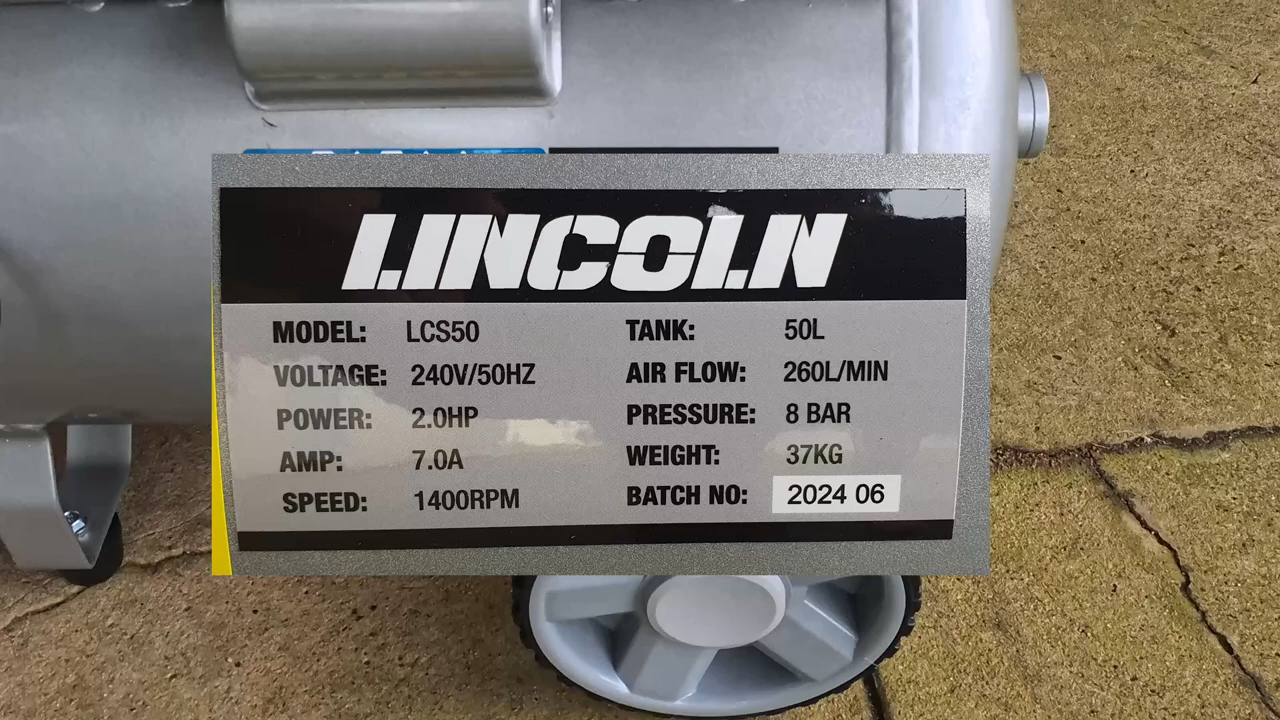 LINCOLN
MODEL: LCS50
VOLTAGE: 240V/50HZ
POWER: 2.0HP
AMP: 7.0A
SPEED: 1400RPM
TANK: 50L
AIR FLOW: 260L/MIN
PRESSURE: 8 BAR
WEIGHT: 37KG
BATCH NO: 2024 06